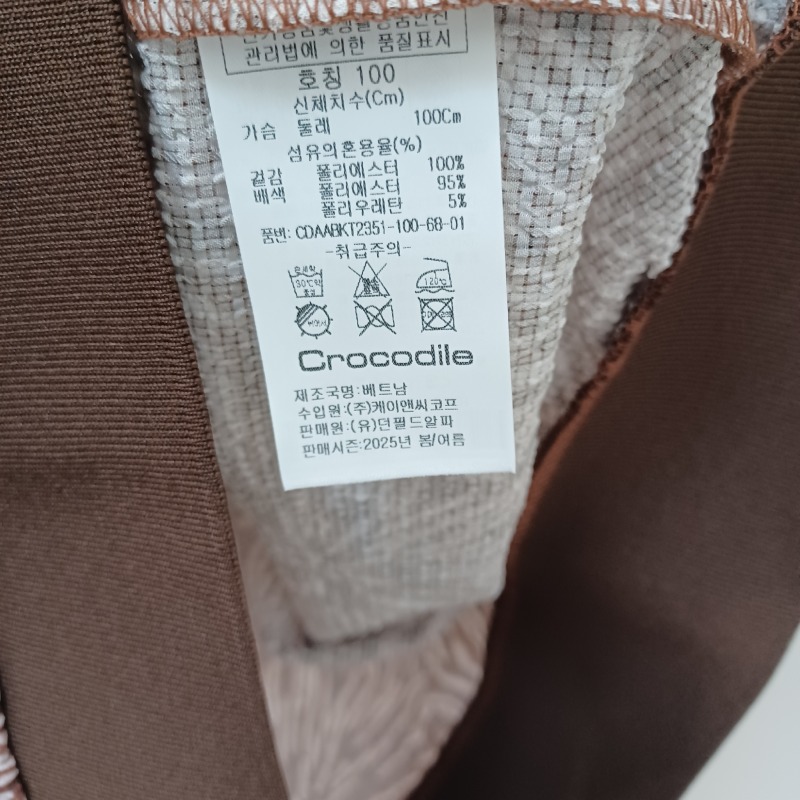 관리법에 의한 품질표시
호칭 100
신체치수(Cm)
가슴 둘레 100Cm
섬유의혼용율(%)
겉감 폴리에스터 100%
배색 폴리에스터 95%
폴리우레탄 5%
품번: CDAABKT2351-100-68-01
-취급주의-
30℃
120℃
Crocodile
제조국명:베트남
수입원:(주)케이앤씨코프
판매원:(유)던필드알파
판매시즌:2025년 봄/여름